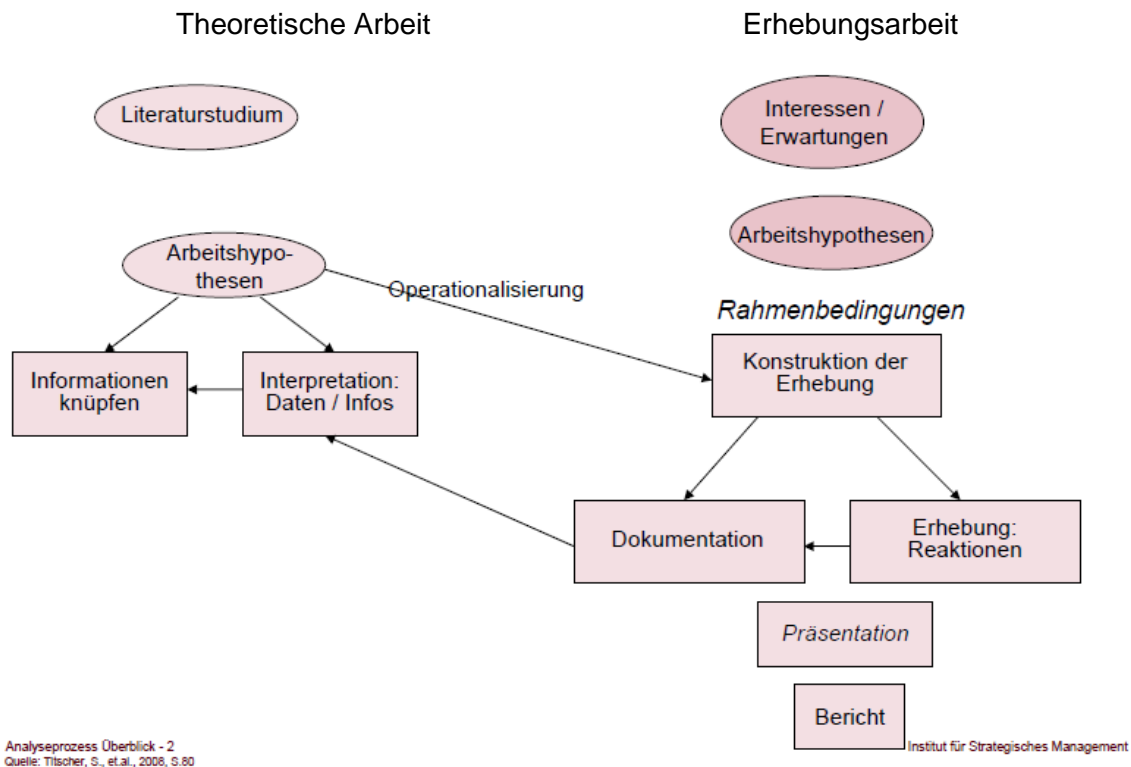 Theoretische Arbeit
Erhebungsarbeit
Literaturstudium
Interessen /
Erwartungen
Arbeitshypo-
thesen
Arbeitshypothesen
Operationalisierung
Rahmenbedingungen
Informationen
knüpfen
Interpretation:
Daten / Infos
Konstruktion der
Erhebung
Dokumentation
Erhebung:
Reaktionen
Präsentation
Bericht
Analyseprozess Überblick - 2
Quelle: Titscher, S., et.al., 2008, S.80
Institut für Strategisches Management